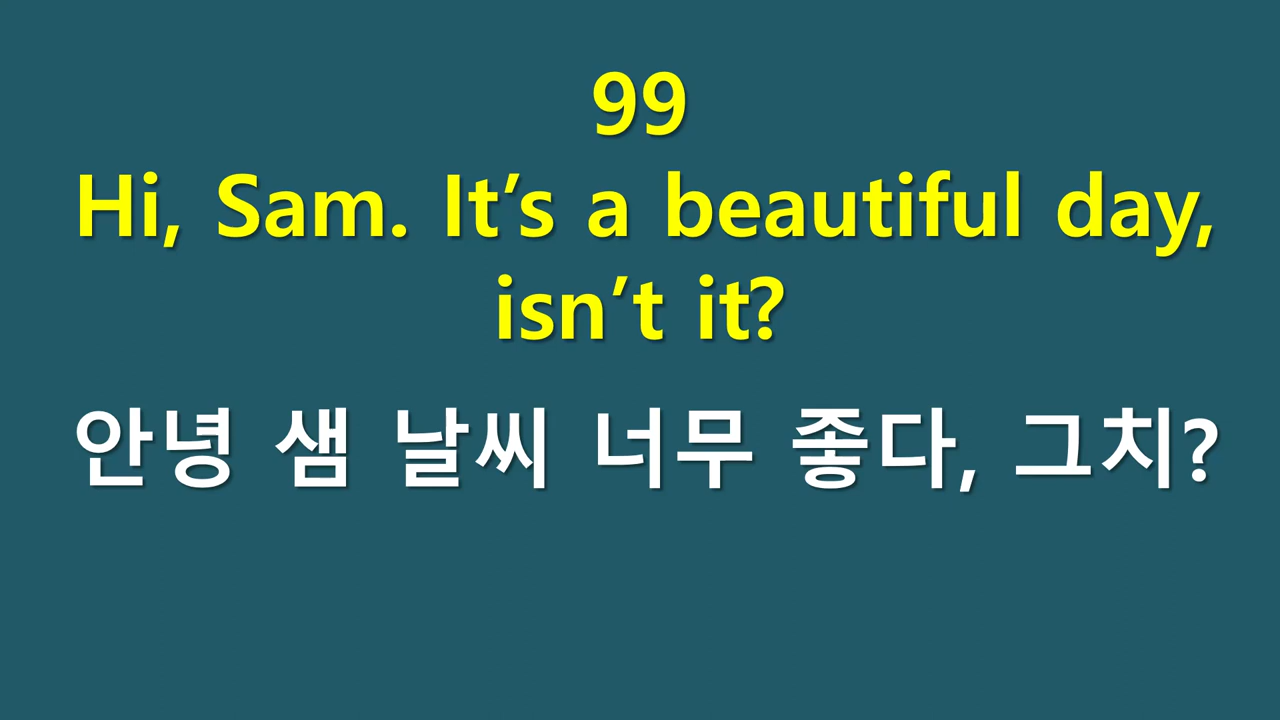 99
Hi, Sam. It’s a beautiful day,
isn’t it?
안녕 샘 날씨 너무 좋다, 그치?